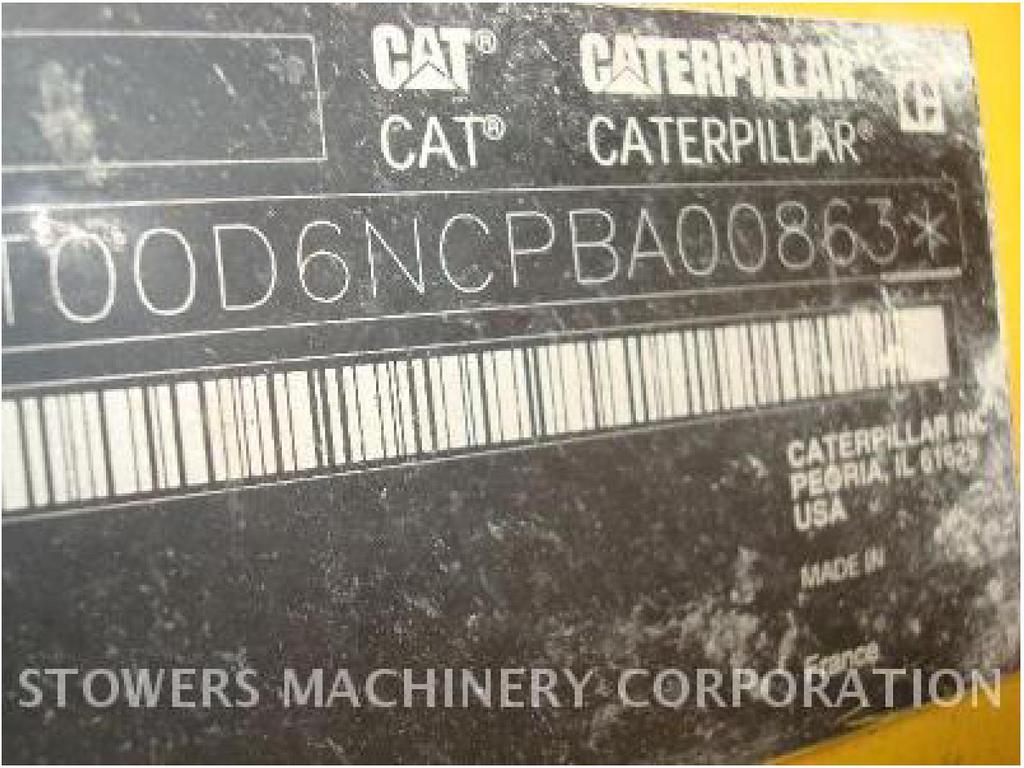 CAT® CATERPILLAR
CAT® CATERPILLAR®
T00D6NCPBA00863*
CATERPILLAR INC
PEORIA, IL 61629
USA
MADE IN
France
STOWERS MACHINERY CORPORATION